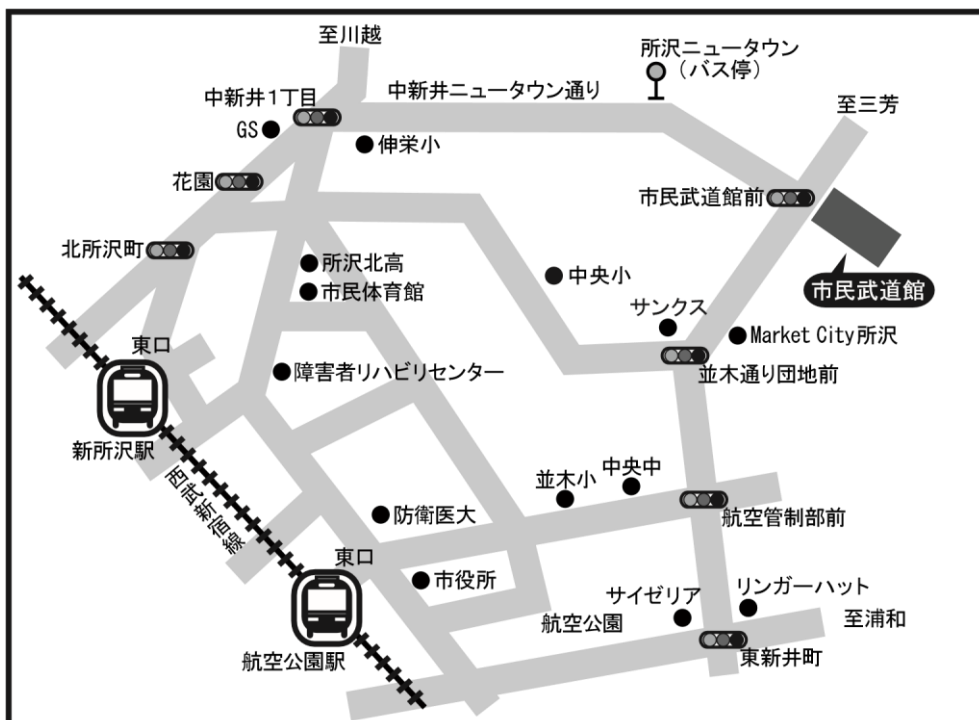 至川越
所沢ニュータウン
（バス停）
中新井1丁目
中新井ニュータウン通り
至三芳
GS
伸栄小
花園
市民武道館前
北所沢町
所沢北高
市民体育館
中央小
市民武道館
サンクス
Market City所沢
東口
障害者リハビリセンター
並木通り団地前
新所沢駅
西武新宿線
並木小
中央中
防衛医大
航空管制部前
東口
市役所
サイゼリア
リンガーハット
航空公園
至浦和
航空公園駅
東新井町